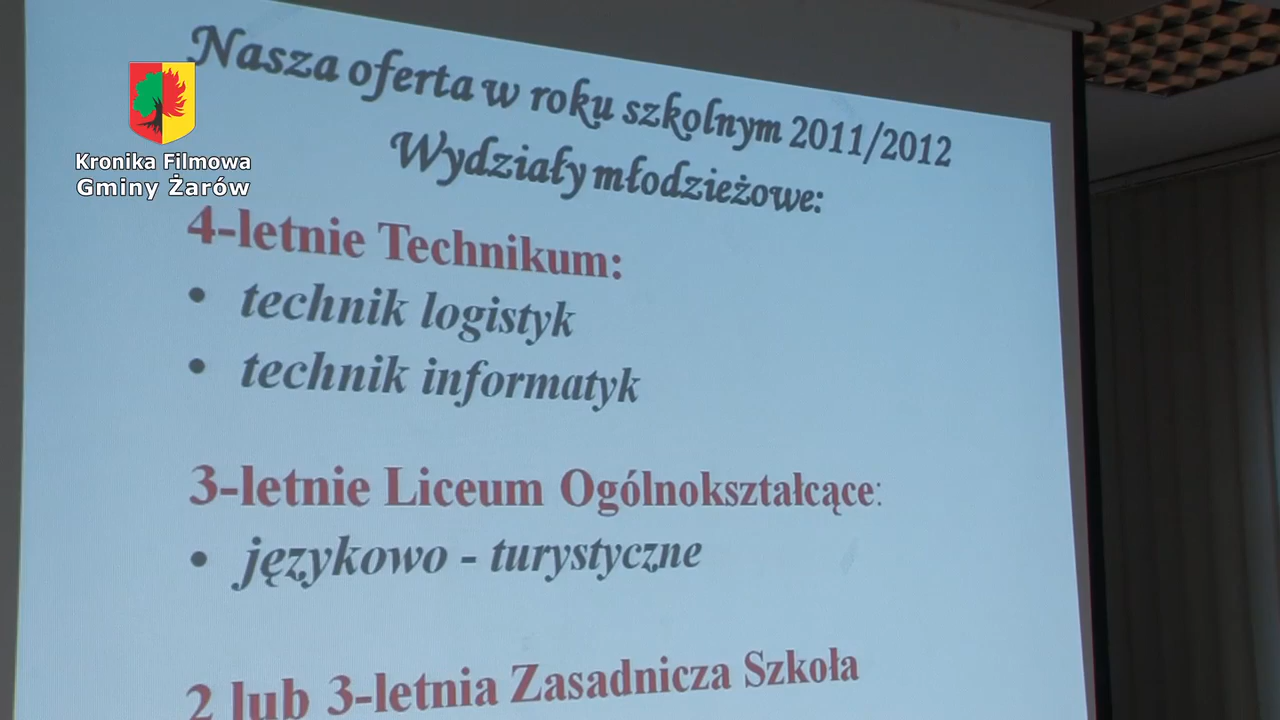 Nasza oferta w roku szkolnym 2011/2012
Wydziały młodzieżowe:
Kronika Filmowa
Gminy Żarów
4-letnie Technikum:
• technik logistyk
• technik informatyk
3-letnie Liceum Ogólnokształcące:
• językowo - turystyczne
2 lub 3-letnia Zasadnicza Szkoła